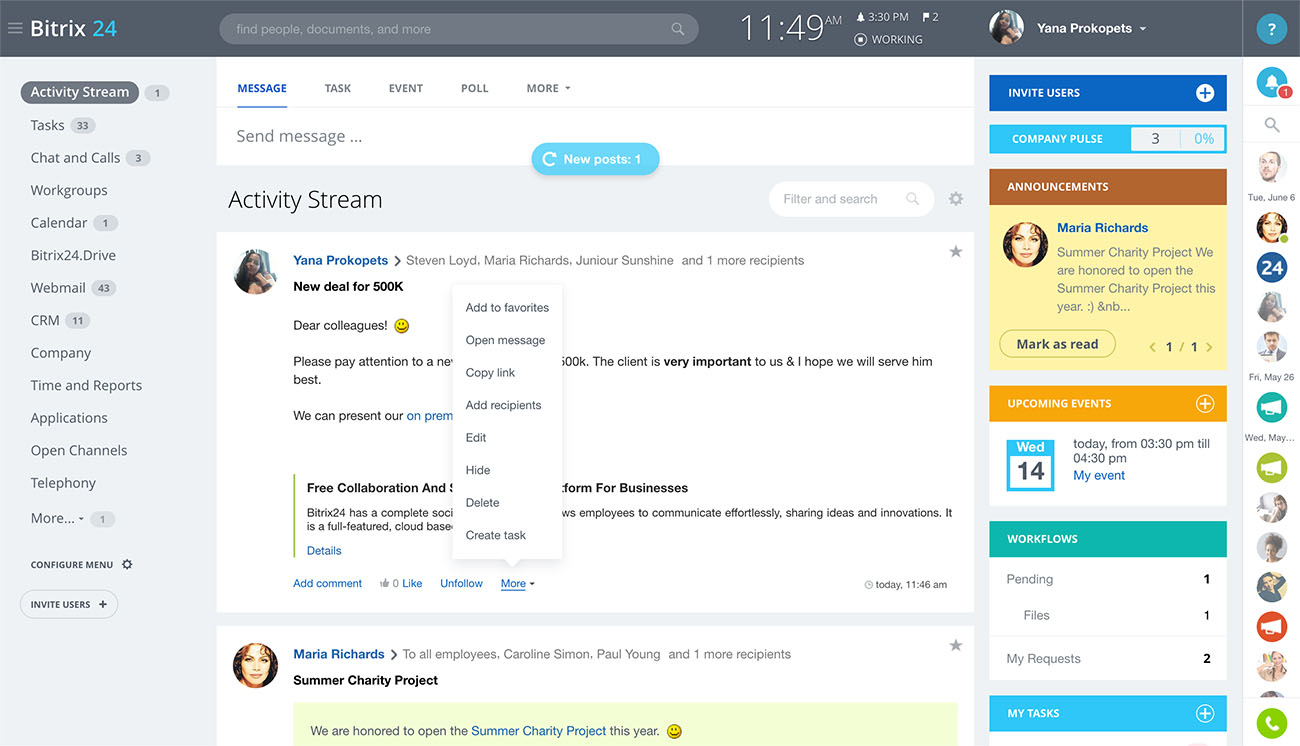 Bitrix 24
find people, documents, and more
11:49 AM
3:30 PM 2
WORKING
Yana Prokopets
?
Activity Stream 1
Tasks 33
Chat and Calls 3
Workgroups
Calendar 1
Bitrix24.Drive
Webmail 43
CRM 11
Company
Time and Reports
Applications
Open Channels
Telephony
More... 1
CONFIGURE MENU
INVITE USERS +
MESSAGE TASK EVENT POLL MORE
Send message ...
New posts: 1
Activity Stream
Filter and search
Yana Prokopets > Steven Loyd, Maria Richards, Juniour Sunshine and 1 more recipients
New deal for 500K
Dear colleagues!
Please pay attention to a new 500k. The client is very important to us & I hope we will serve him
best.
We can present our on prem
Free Collaboration And S tform For Businesses
Bitrix24 has a complete soci ws employees to communicate effortlessly, sharing ideas and innovations. It
is a full-featured, cloud base
Details
Add to favorites
Open message
Copy link
Add recipients
Edit
Hide
Delete
Create task
Add comment 0 Like Unfollow More
today, 11:46 am
Maria Richards > To all employees, Caroline Simon, Paul Young and 1 more recipients
Summer Charity Project
We are honored to open the Summer Charity Project this year.
INVITE USERS
COMPANY PULSE 3 0%
ANNOUNCEMENTS
Maria Richards
Summer Charity Project We
are honored to open the
Summer Charity Project this
year. :) &nb...
Mark as read
< 1 / 1 >
UPCOMING EVENTS
Wed
14
today, from 03:30 pm till
04:30 pm
My event
WORKFLOWS
Pending 1
Files 1
My Requests 2
MY TASKS
1
Tue, June 6
24
Fri, May 26
Wed, May...